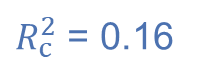 $R_c^2 = 0.16$